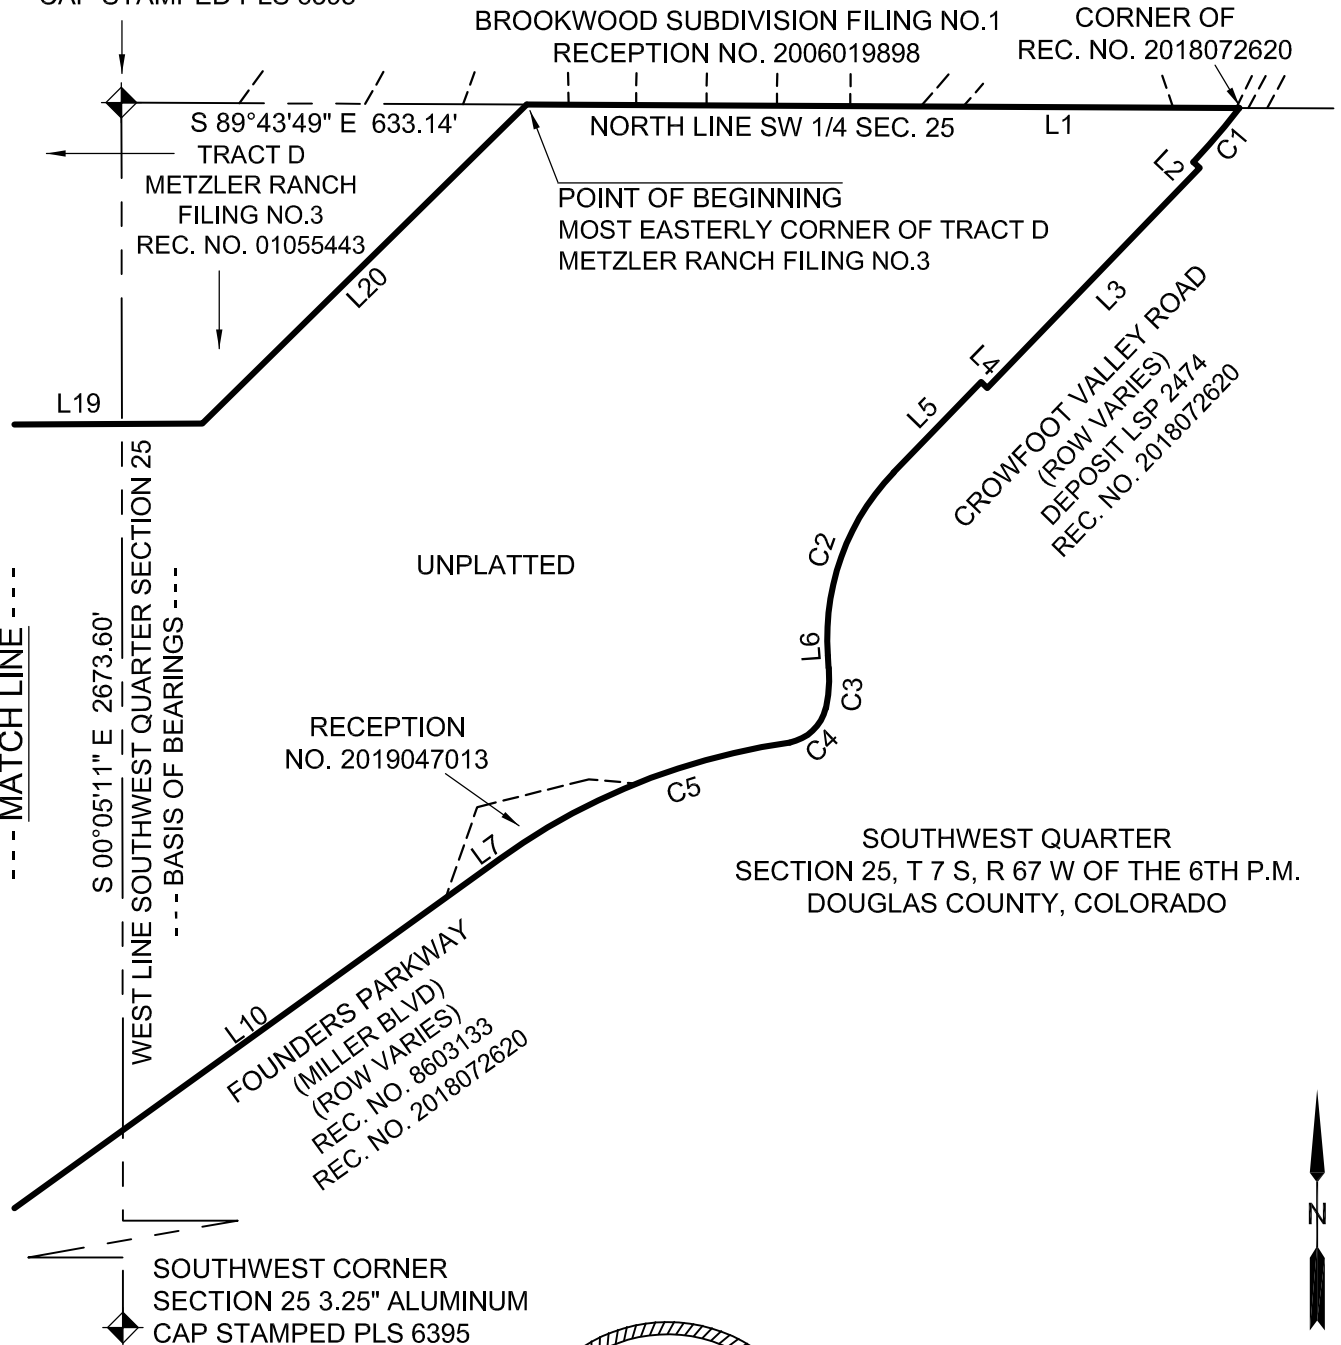 BROOKWOOD SUBDIVISION FILING NO.1
RECEPTION NO. 2006019898
CORNER OF
REC. NO. 2018072620
S 89°43'49" E 633.14'
NORTH LINE SW 1/4 SEC. 25
L1
C1
L2
TRACT D
METZLER RANCH
FILING NO.3
REC. NO. 01055443
POINT OF BEGINNING
MOST EASTERLY CORNER OF TRACT D
METZLER RANCH FILING NO.3
L20
L3
L4
L5
L19
CROWFOOT VALLEY ROAD
(ROW VARIES)
DEPOSIT LSP 2474
REC. NO. 2018072620
C2
UNPLATTED
L6
C3
C4
C5
MATCH LINE
S 00°05'11" E 2673.60'
WEST LINE SOUTHWEST QUARTER SECTION 25
BASIS OF BEARINGS
RECEPTION
NO. 2019047013
L7
SOUTHWEST QUARTER
SECTION 25, T 7 S, R 67 W OF THE 6TH P.M.
DOUGLAS COUNTY, COLORADO
L10
FOUNDERS PARKWAY
(MILLER BLVD)
(ROW VARIES)
REC. NO. 8603133
REC. NO. 2018072620
N
SOUTHWEST CORNER
SECTION 25 3.25" ALUMINUM
CAP STAMPED PLS 6395